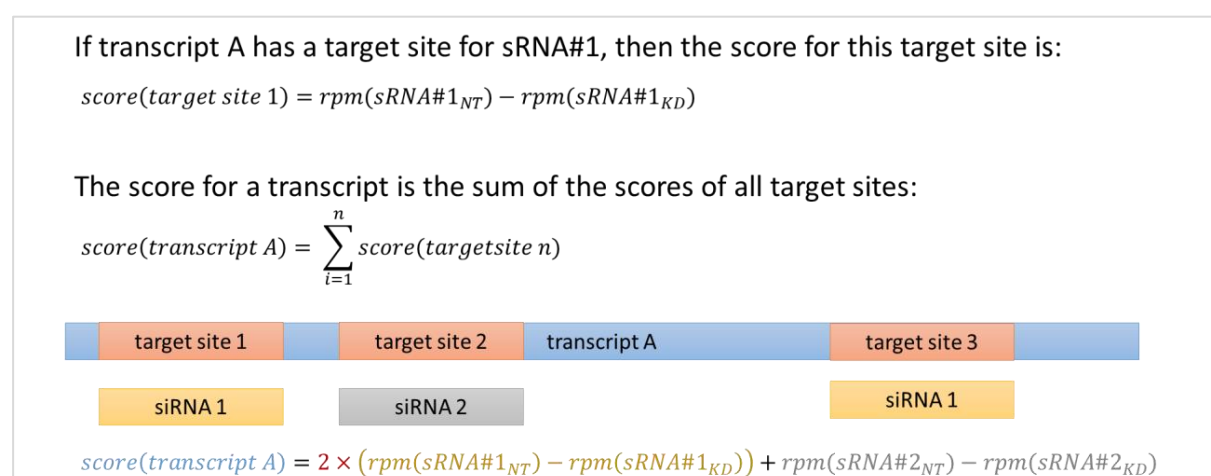 If transcript A has a target site for sRNA#1, then the score for this target site is:
score(target site 1) = rpm(sRNA#1_NT) − rpm(sRNA#1_KD)
The score for a transcript is the sum of the scores of all target sites:
score(transcript A) = ∑_{i=1}^{n} score(targetsite n)
target site 1 target site 2 transcript A target site 3
siRNA 1 siRNA 2 siRNA 1
score(transcript A) = 2 × (rpm(sRNA#1_NT) − rpm(sRNA#1_KD)) + rpm(sRNA#2_NT) − rpm(sRNA#2_KD)